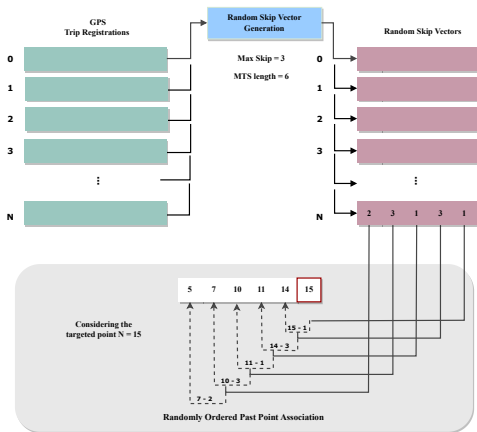 GPS
Trip Registrations
Random Skip Vector
Generation
Random Skip Vectors
Max Skip = 3
MTS length = 6
0
1
2
3
...
N
0
1
2
3
...
N
2 3 1 3 1
5 7 10 11 14 15
Considering the
targeted point N = 15
15 - 1
14 - 3
11 - 1
10 - 3
7 - 2
Randomly Ordered Past Point Association